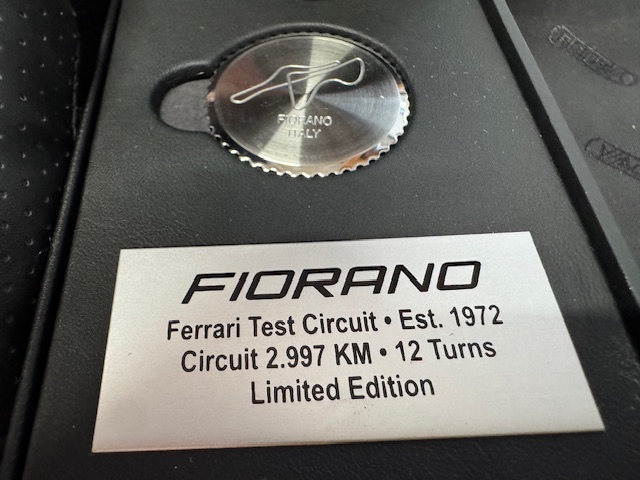 FIORANO
ITALY
FIORANO
Ferrari Test Circuit • Est. 1972
Circuit 2.997 KM • 12 Turns
Limited Edition